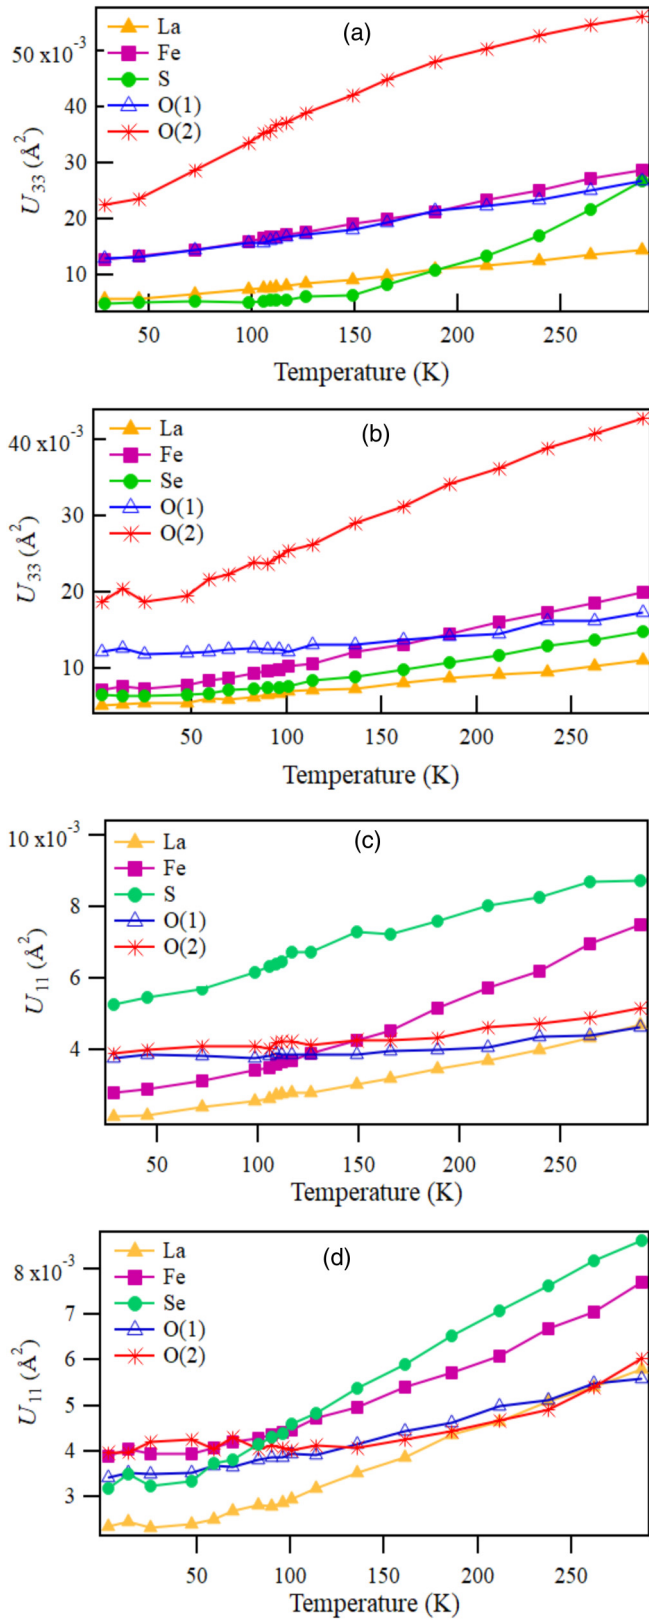 (a)
La
Fe
S
O(1)
O(2)
50 x10⁻³
40
30
20
10
U₃₃ (Å²)
50
100
150
200
250
Temperature (K)
(b)
La
Fe
Se
O(1)
O(2)
40 x10⁻³
30
20
10
U₃₃ (Å²)
50
100
150
200
250
Temperature (K)
(c)
La
Fe
S
O(1)
O(2)
10 x10⁻³
8
6
4
U₁₁ (Å²)
50
100
150
200
250
Temperature (K)
(d)
La
Fe
Se
O(1)
O(2)
8 x10⁻³
7
6
5
4
3
U₁₁ (Å²)
50
100
150
200
250
Temperature (K)